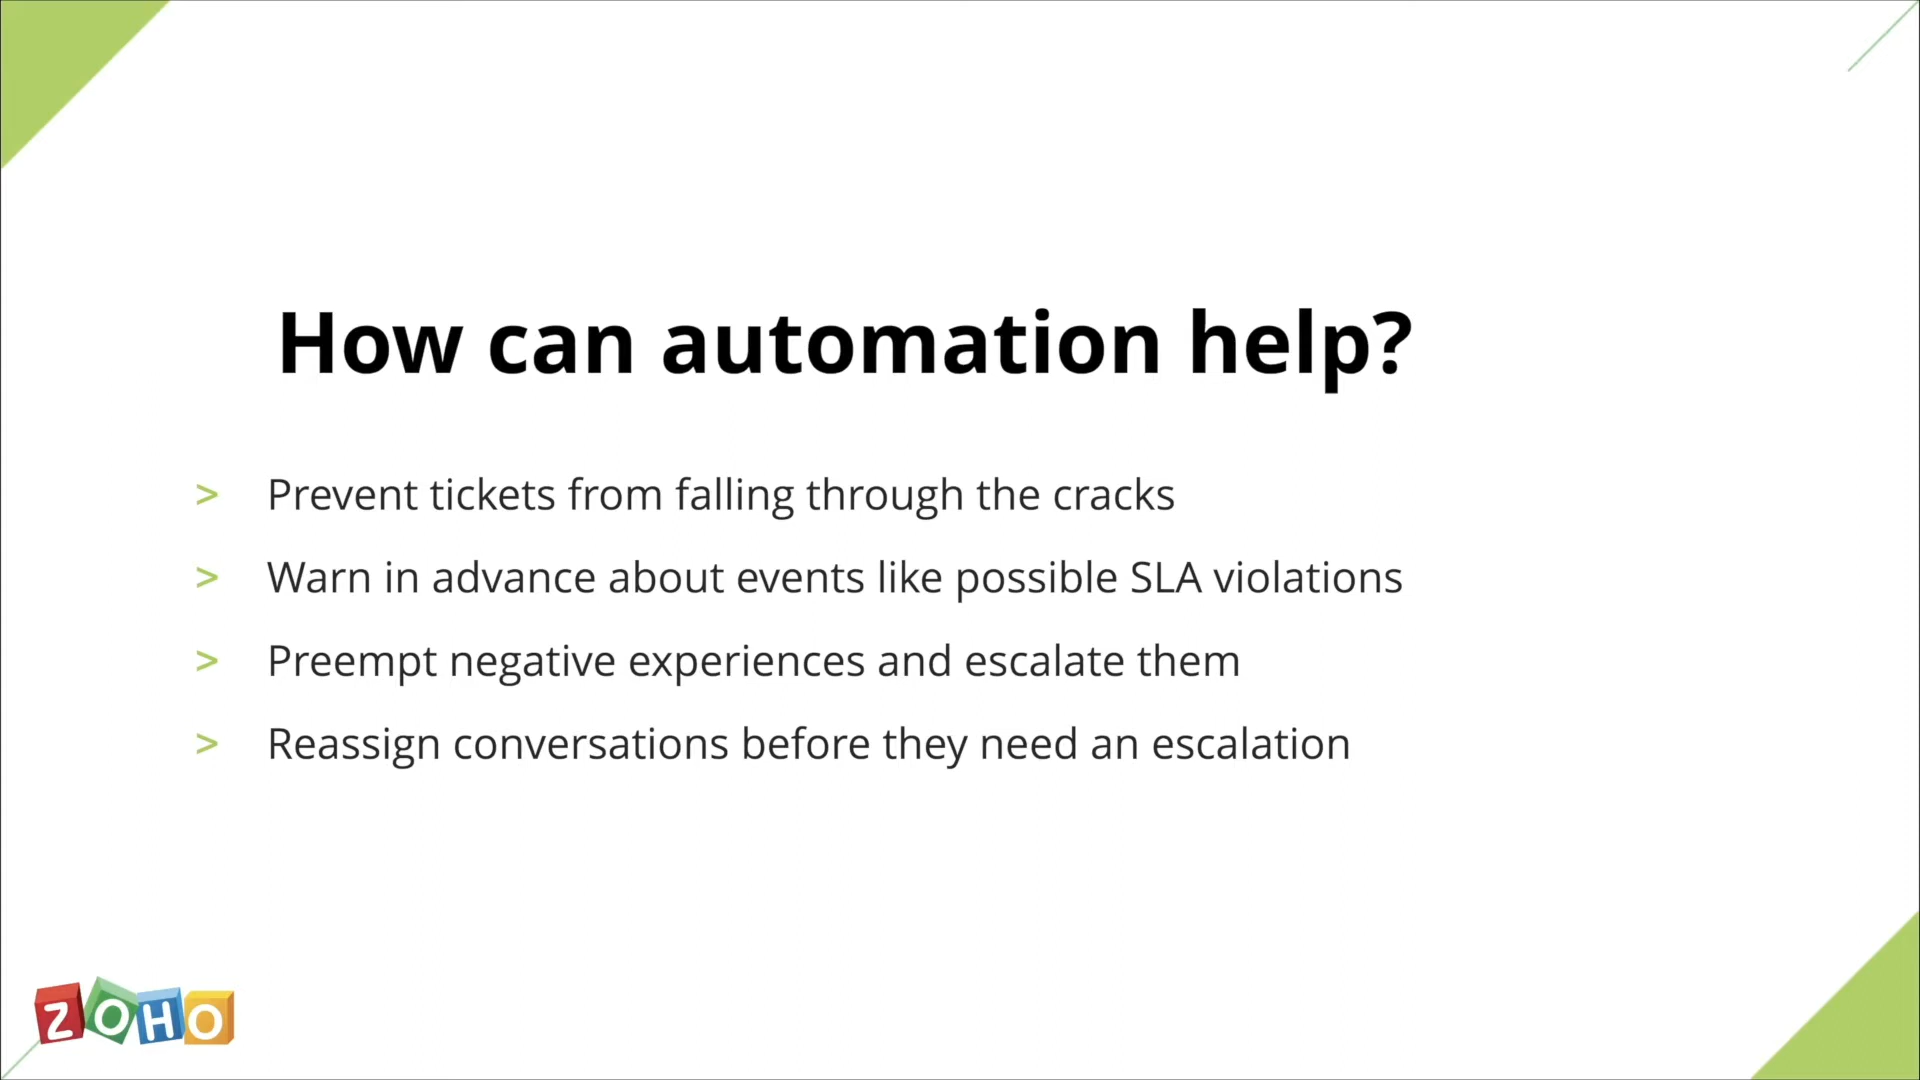 How can automation help?
> Prevent tickets from falling through the cracks
> Warn in advance about events like possible SLA violations
> Preempt negative experiences and escalate them
> Reassign conversations before they need an escalation
ZOHO